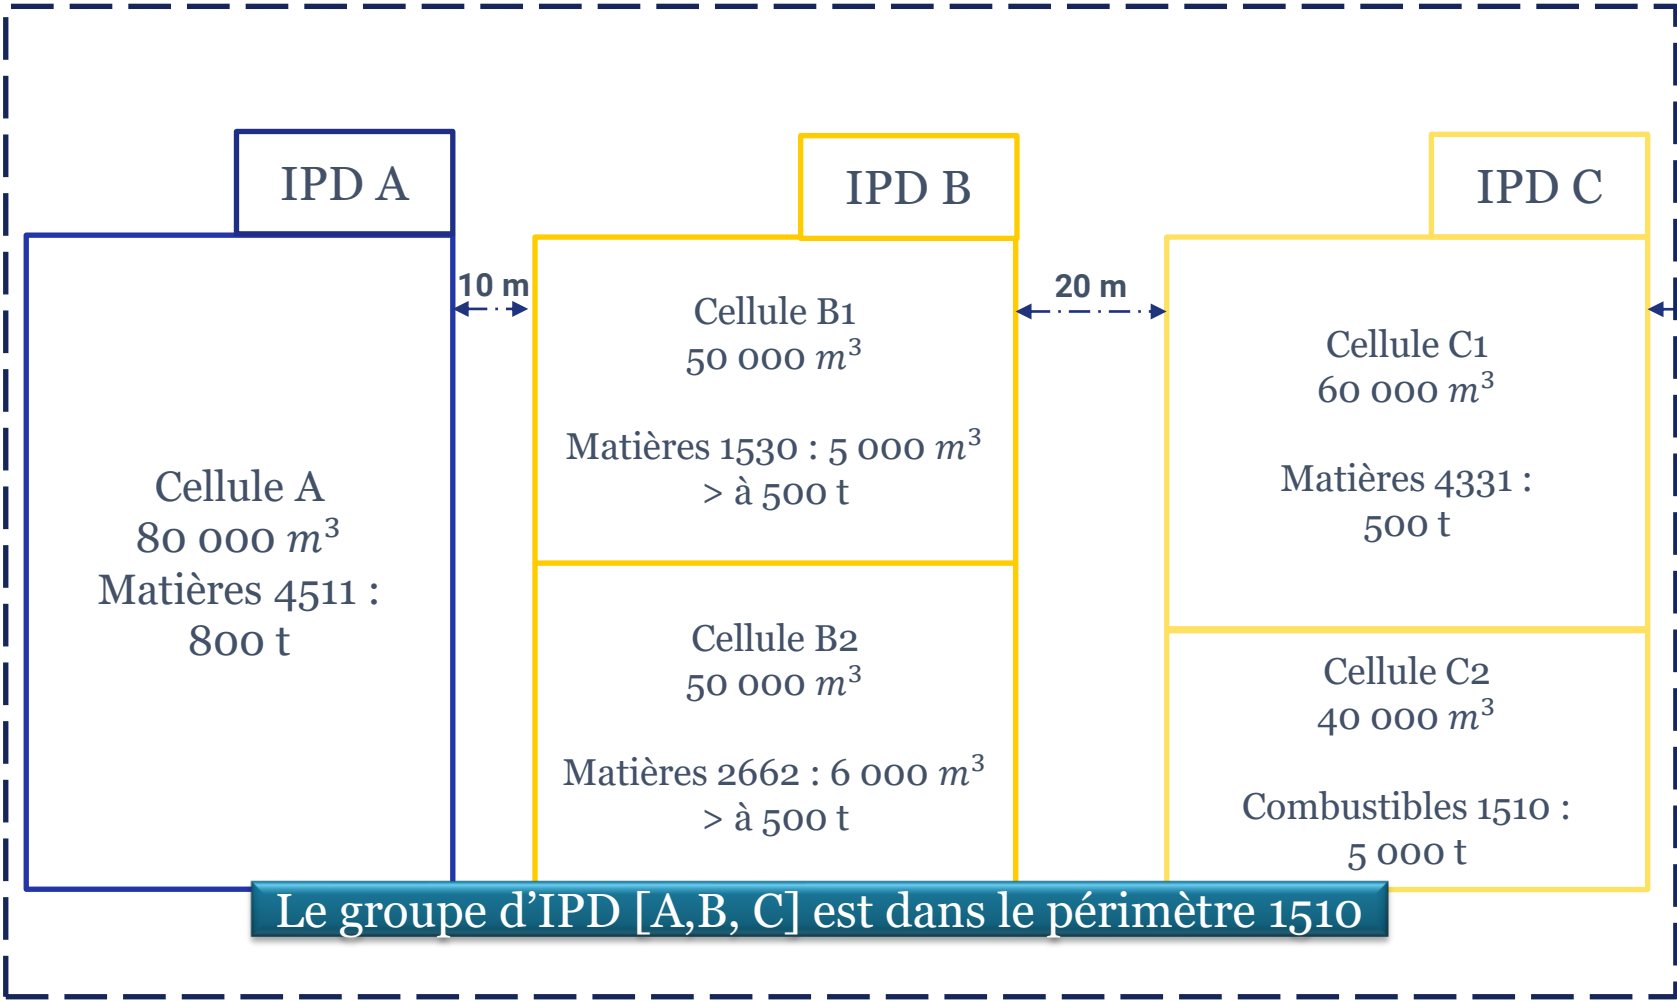 IPD A
Cellule A
80 000 m³
Matières 4511 :
800 t
10 m
IPD B
Cellule B1
50 000 m³
Matières 1530 : 5 000 m³
> à 500 t
Cellule B2
50 000 m³
Matières 2662 : 6 000 m³
> à 500 t
20 m
IPD C
Cellule C1
60 000 m³
Matières 4331 :
500 t
Cellule C2
40 000 m³
Combustibles 1510 :
5 000 t
Le groupe d’IPD [A,B, C] est dans le périmètre 1510